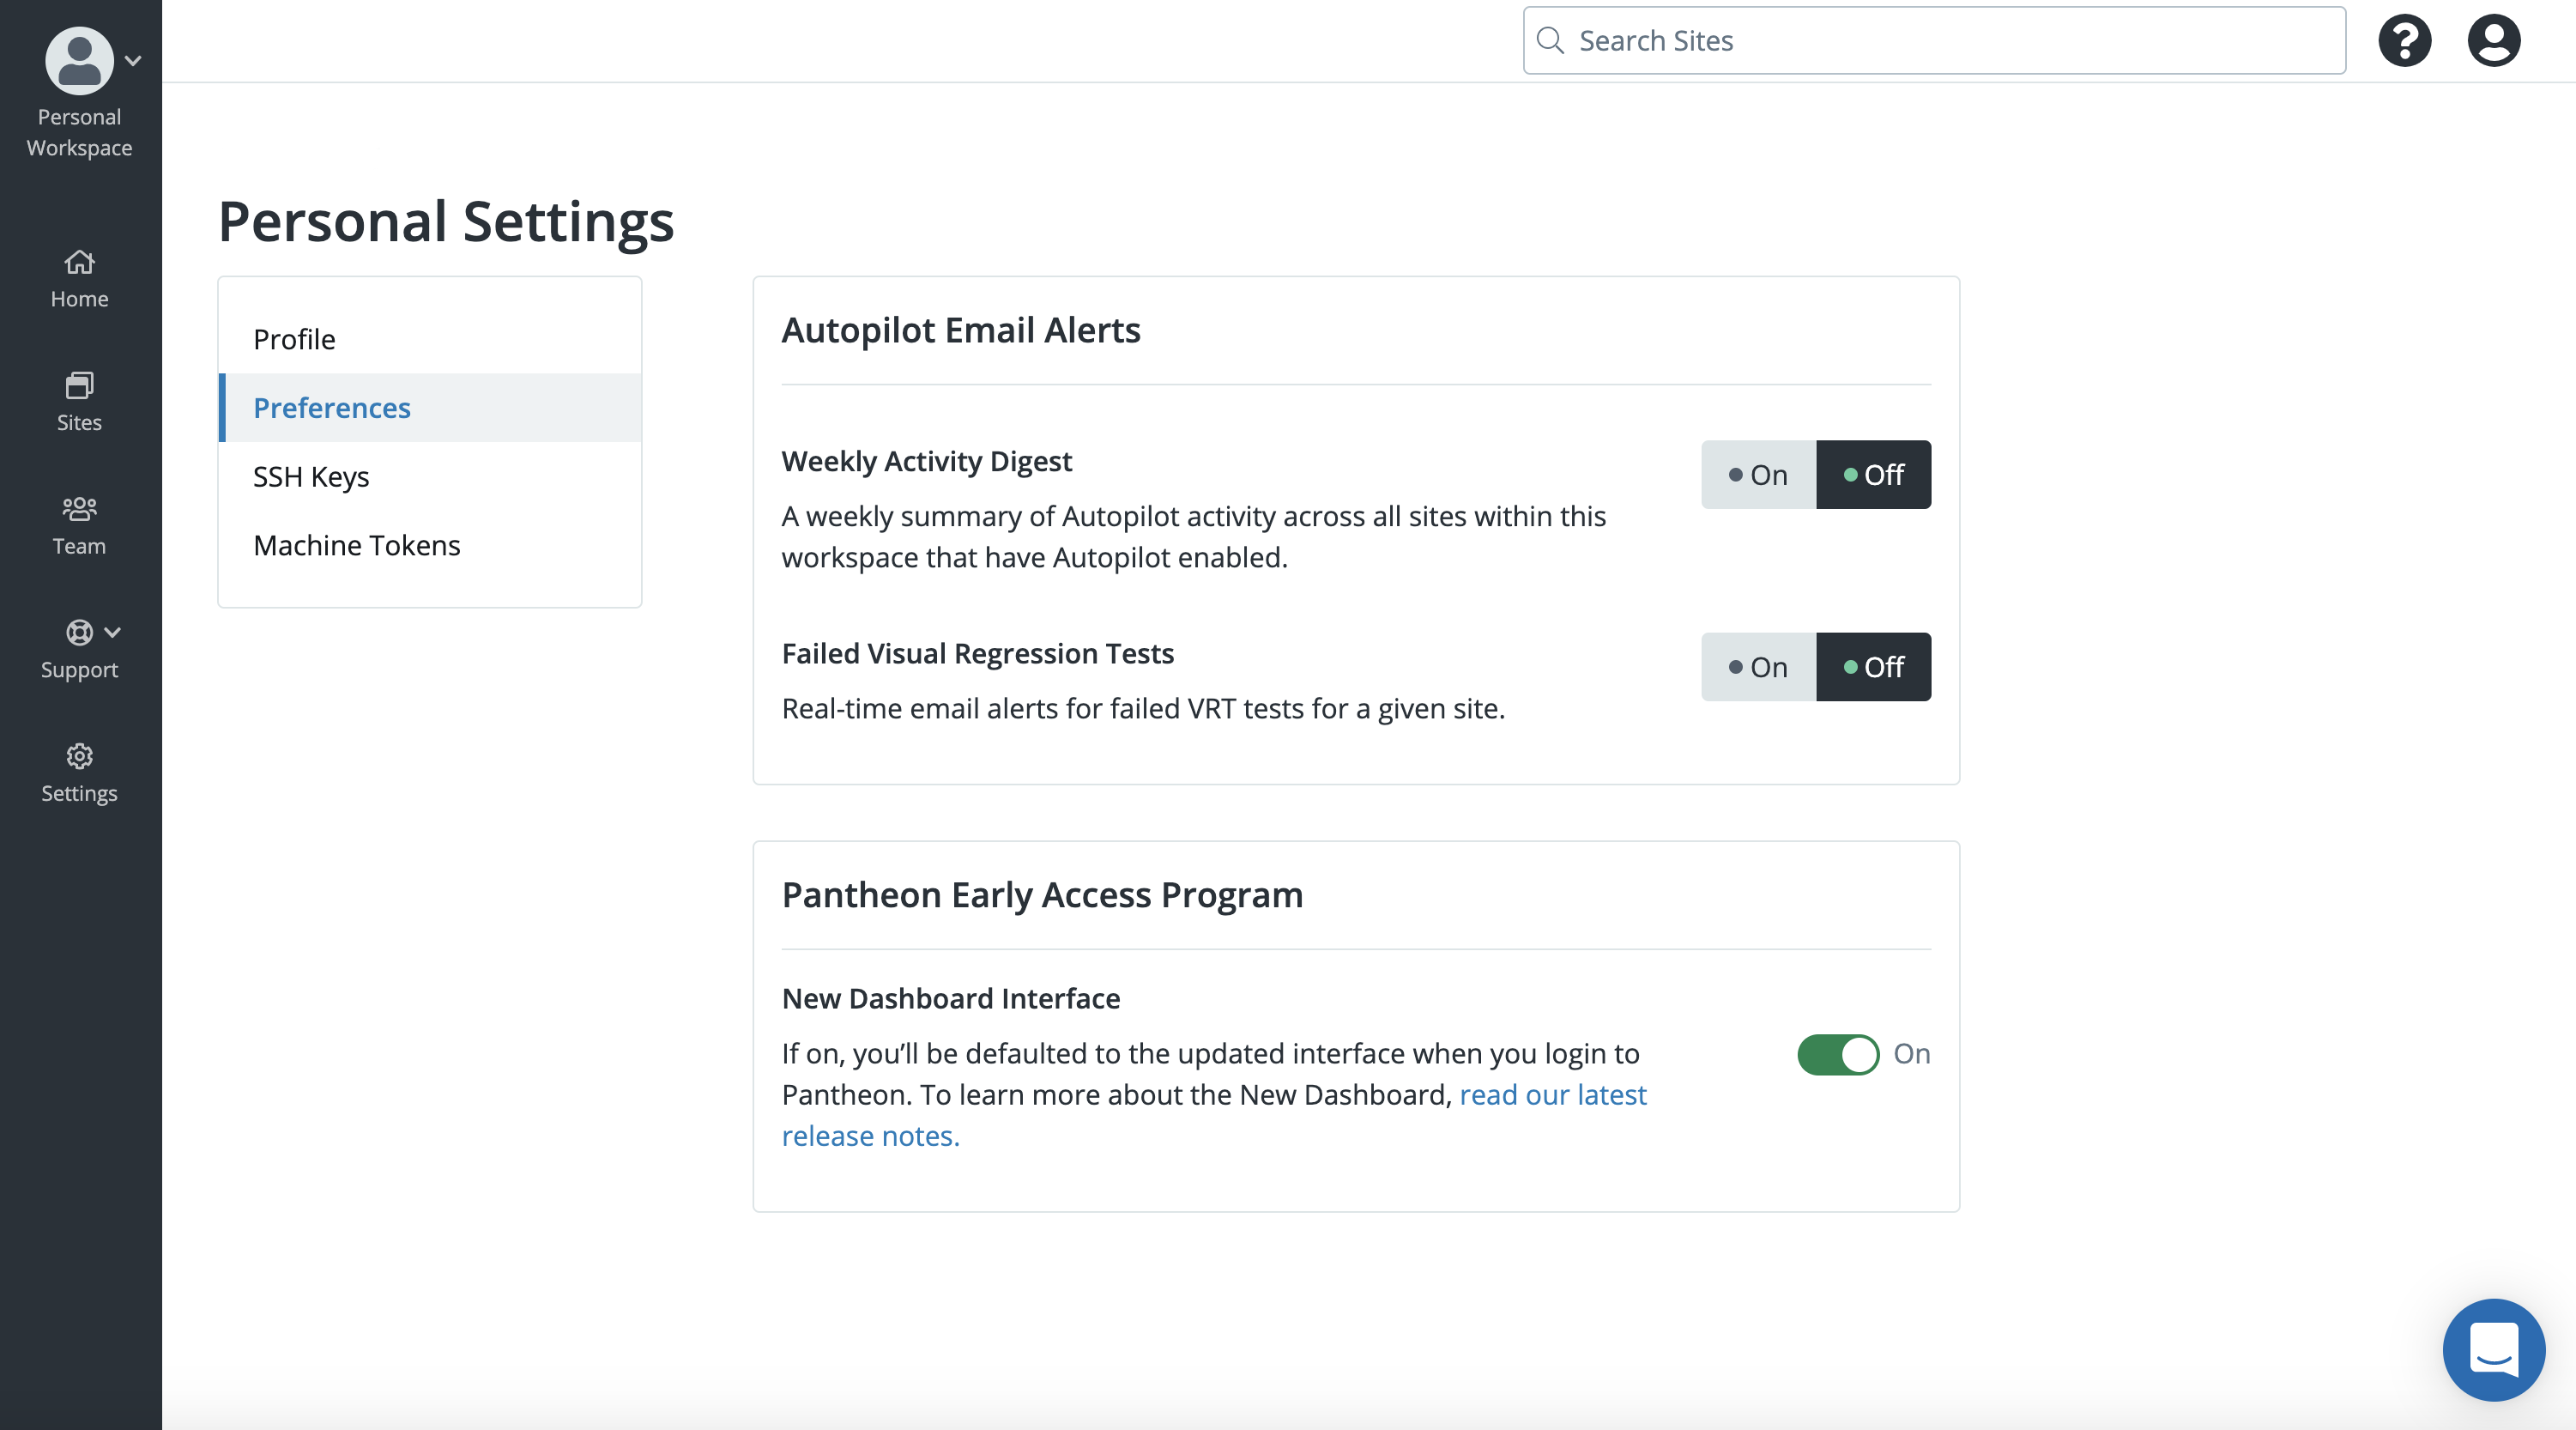 Personal
Workspace
Home
Sites
Team
Support
Settings
Search Sites
Personal Settings
Profile
Preferences
SSH Keys
Machine Tokens
Autopilot Email Alerts
Weekly Activity Digest
On Off
A weekly summary of Autopilot activity across all sites within this
workspace that have Autopilot enabled.
Failed Visual Regression Tests
On Off
Real-time email alerts for failed VRT tests for a given site.
Pantheon Early Access Program
New Dashboard Interface
If on, you’ll be defaulted to the updated interface when you login to
Pantheon. To learn more about the New Dashboard, read our latest
release notes.
On